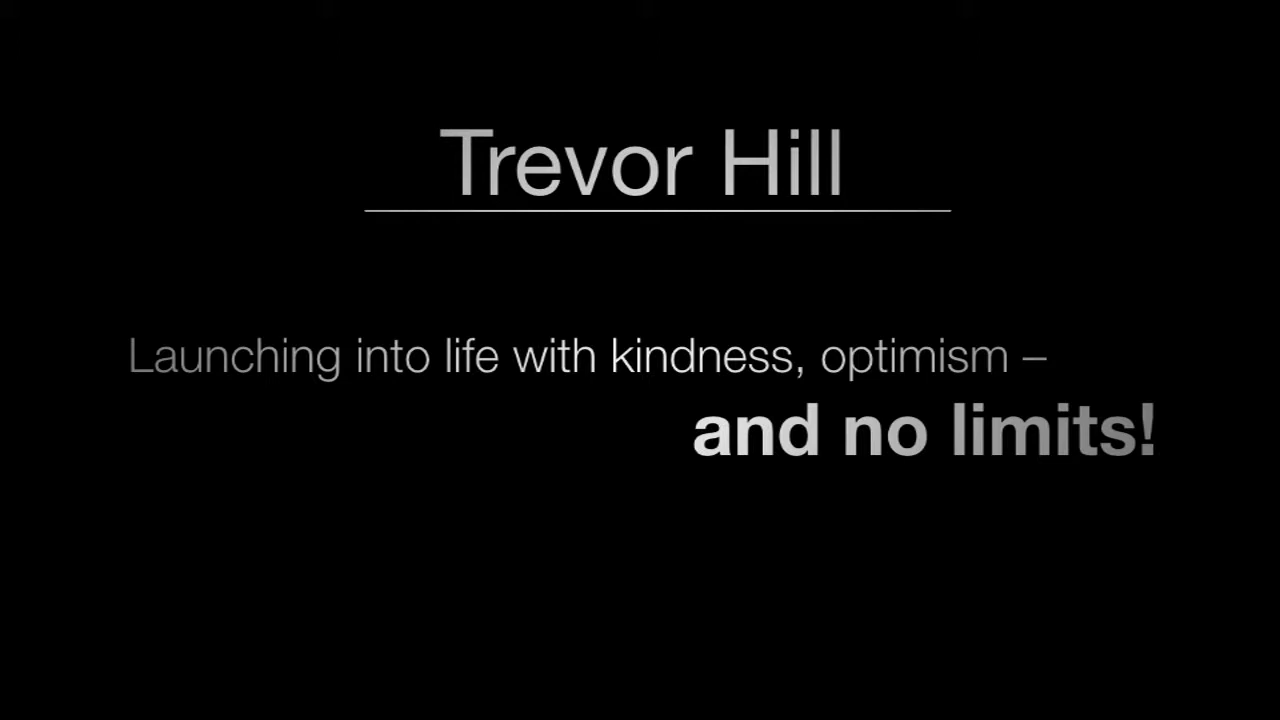 Trevor Hill
Launching into life with kindness, optimism –
and no limits!